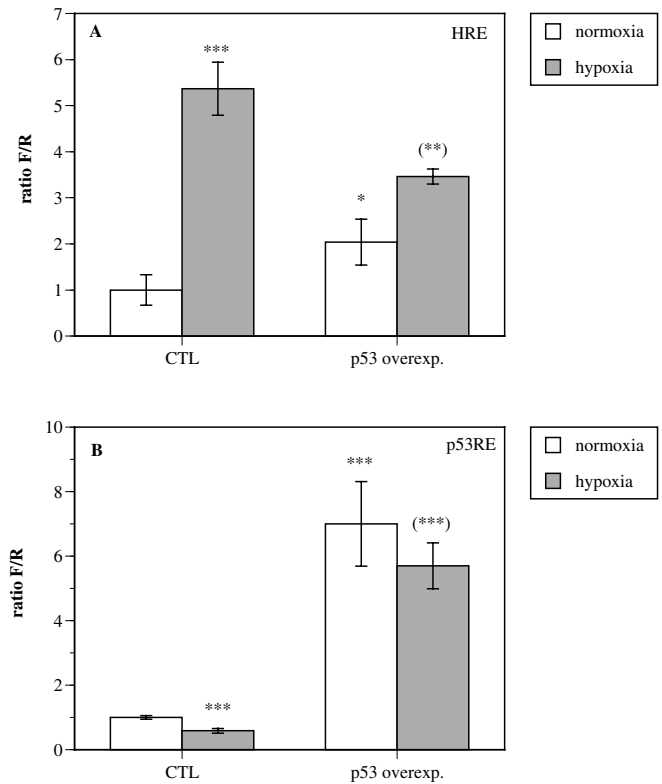 7
A
HRE
normoxia
hypoxia
6
***
5
4
(**)
3
*
2
1
0
ratio F/R
CTL
p53 overexp.
10
B
p53RE
normoxia
hypoxia
***
8
(***)
6
4
2
***
0
ratio F/R
CTL
p53 overexp.